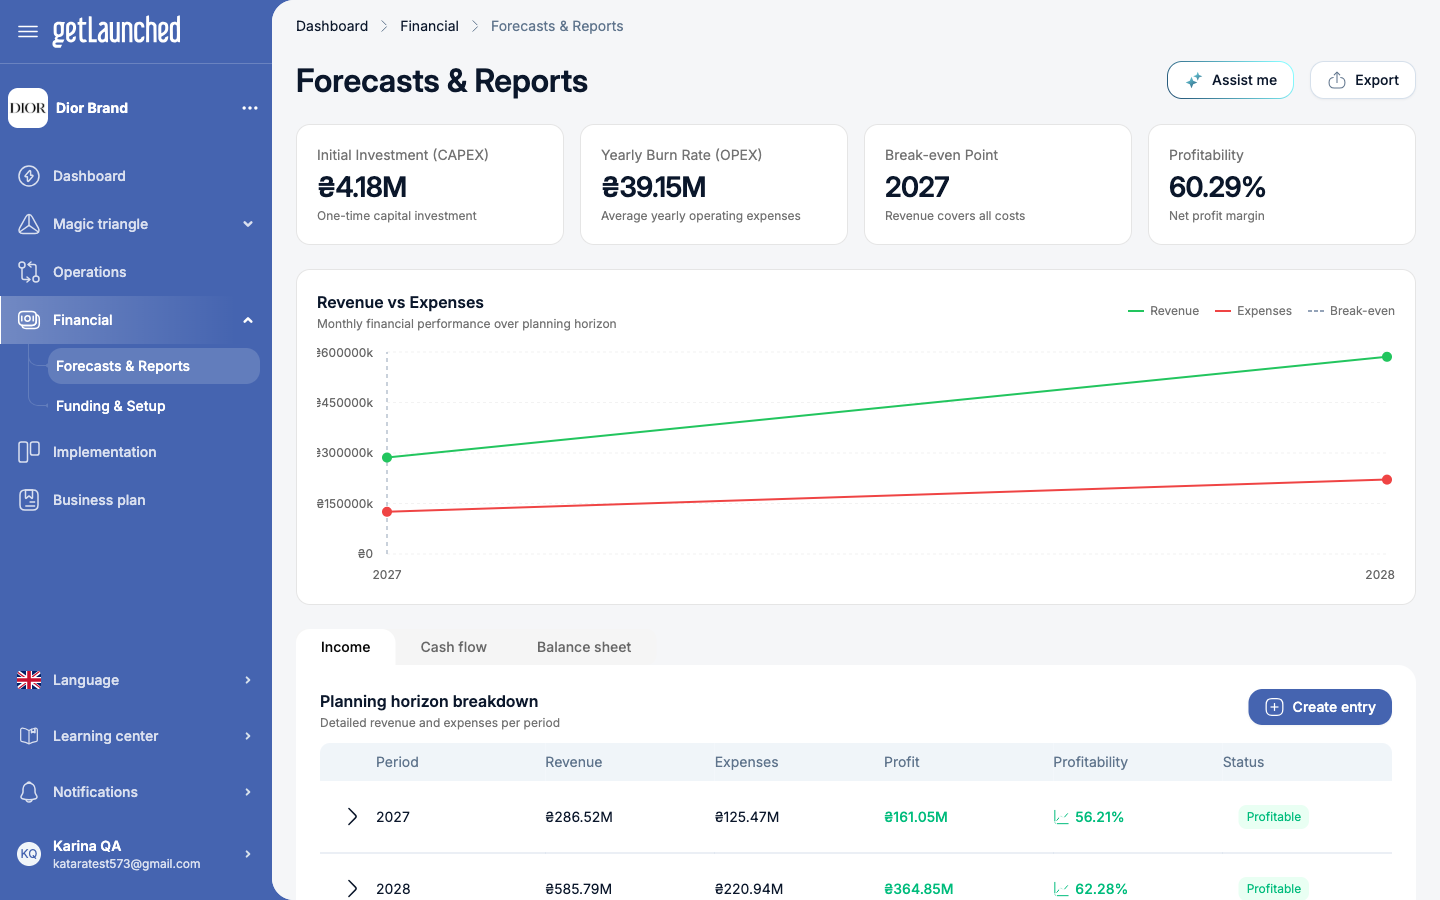 getLaunched
DIOR
Dior Brand
Dashboard
Magic triangle
Operations
Financial
Forecasts & Reports
Funding & Setup
Implementation
Business plan
Language
Learning center
Notifications
KQ
Karina QA
kataratest573@gmail.com
Dashboard > Financial > Forecasts & Reports
Forecasts & Reports
Assist me
Export
Initial Investment (CAPEX)
₴4.18M
One-time capital investment
Yearly Burn Rate (OPEX)
₴39.15M
Average yearly operating expenses
Break-even Point
2027
Revenue covers all costs
Profitability
60.29%
Net profit margin
Revenue vs Expenses
Monthly financial performance over planning horizon
Revenue Expenses Break-even
₴600000k
₴450000k
₴300000k
₴150000k
₴0
2027 2028
Income Cash flow Balance sheet
Planning horizon breakdown
Detailed revenue and expenses per period
Create entry
Period Revenue Expenses Profit Profitability Status
2027 ₴286.52M ₴125.47M ₴161.05M 56.21% Profitable
2028 ₴585.79M ₴220.94M ₴364.85M 62.28% Profitable